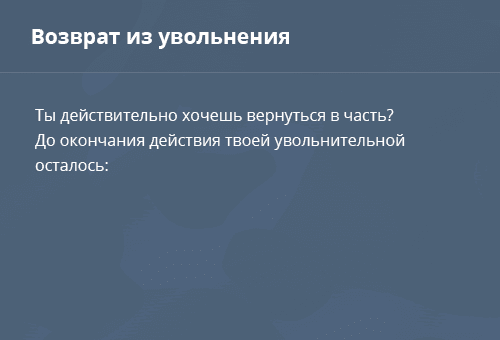 Возврат из увольнения
Ты действительно хочешь вернуться в часть?
До окончания действия твоей увольнительной
осталось: